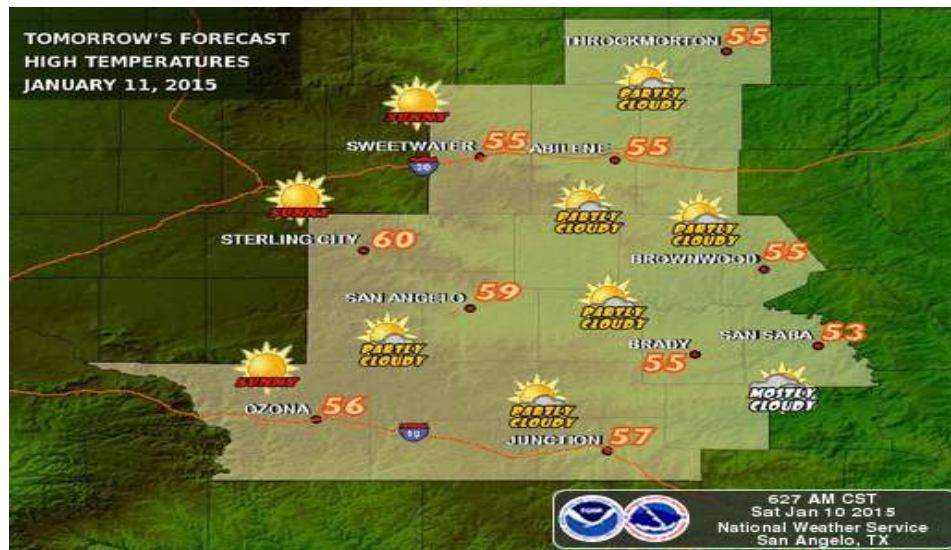 TOMORROW'S FORECAST
HIGH TEMPERATURES
JANUARY 11, 2015
THROCKMORTON 55
PARTLY
CLOUDY
SUNNY
SWEETWATER 55
ABILENE 55
20
SUNNY
PARTLY
CLOUDY
PARTLY
CLOUDY
STERLING CITY 60
BROWNWOOD 55
SAN ANGELO 59
PARTLY
CLOUDY
PARTLY
CLOUDY
BRADY
55
SAN SABA 53
SUNNY
MOSTLY
CLOUDY
PARTLY
CLOUDY
OZONA 56
10
JUNCTION 57
627 AM CST
Sat Jan 10 2015
National Weather Service
San Angelo, TX